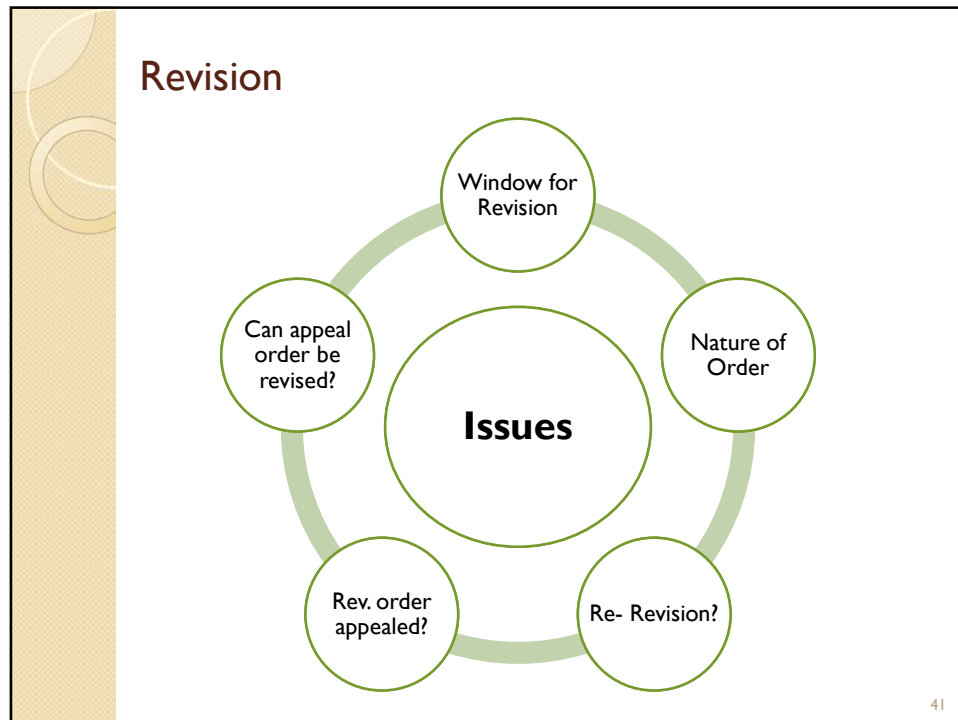 Revision
Window for
Revision
Nature of
Order
Re- Revision?
Rev. order
appealed?
Can appeal
order be
revised?
Issues
41